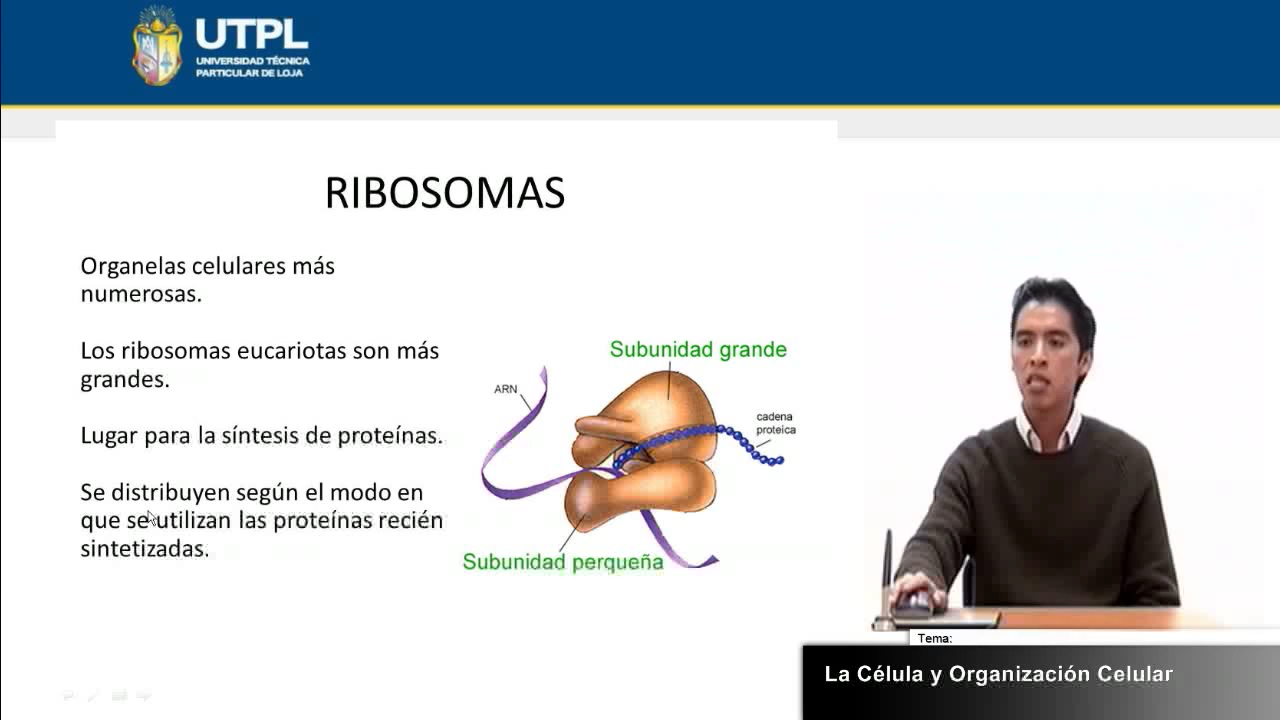 UTPL
UNIVERSIDAD TÉCNICA
PARTICULAR DE LOJA
RIBOSOMAS
Organelas celulares más
numerosas.
Los ribosomas eucariotas son más
grandes.
Lugar para la síntesis de proteínas.
Se distribuyen según el modo en
que se utilizan las proteínas recién
sintetizadas.
Subunidad grande
ARN
cadena
proteica
Subunidad perqueña
Tema:
La Célula y Organización Celular